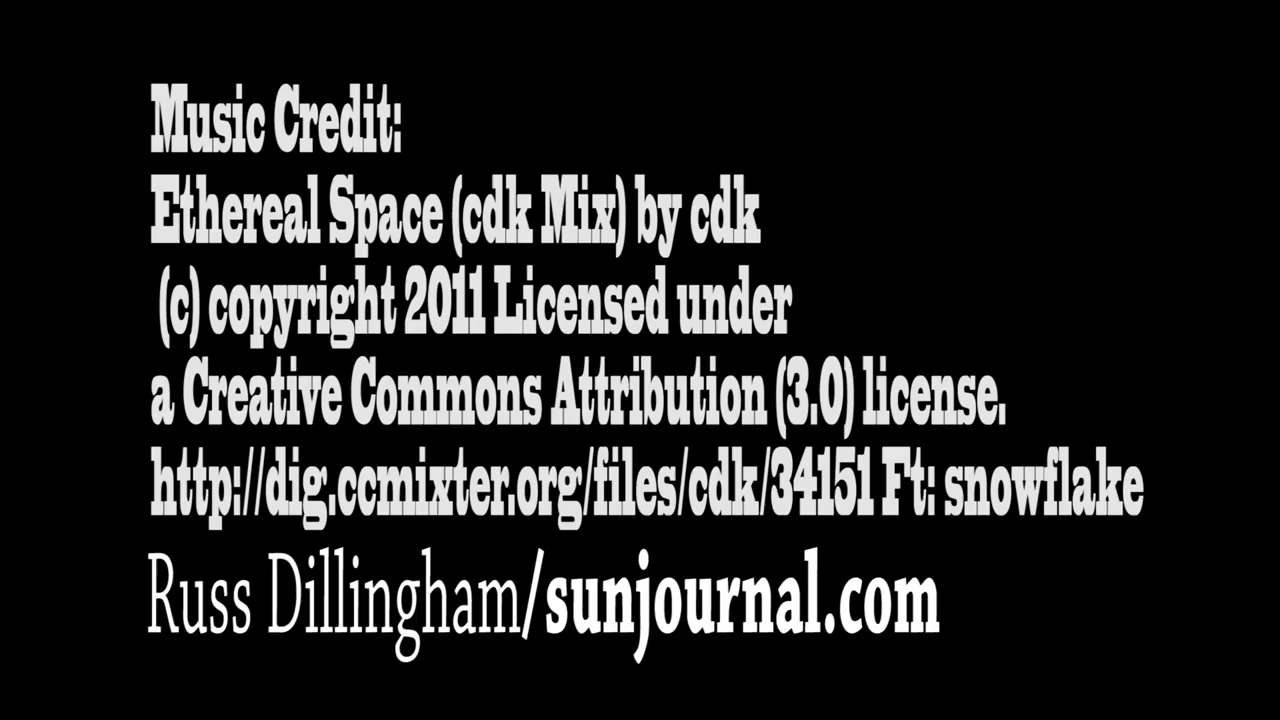 Music Credit:
Ethereal Space (cdk Mix) by cdk
(c) copyright 2011 Licensed under
a Creative Commons Attribution (3.0) license.
http://dig.ccmixter.org/files/cdk/34151 Ft: snowflake
Russ Dillingham/sunjournal.com